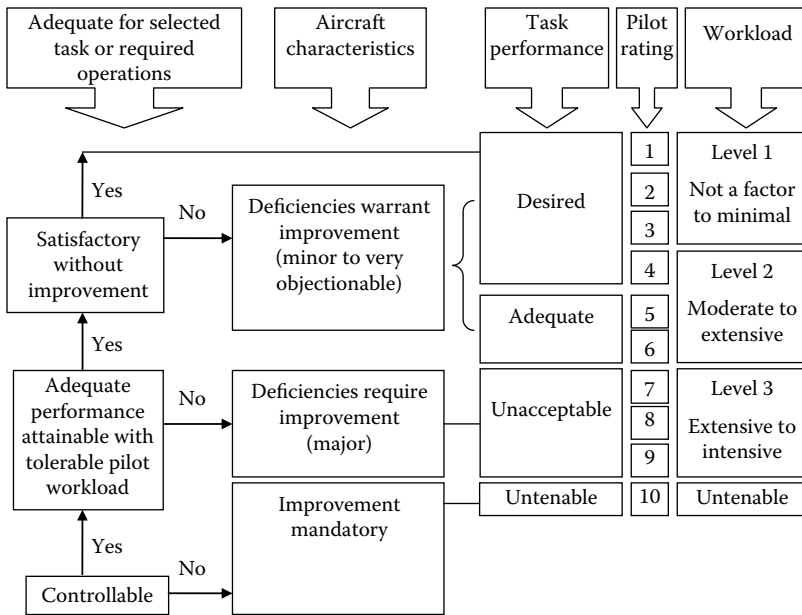 Adequate for selected
task or required
operations
Aircraft
characteristics
Task
performance
Pilot
rating
Workload
Yes
No
Satisfactory
without
improvement
Deficiencies warrant
improvement
(minor to very
objectionable)
Desired
Adequate
1
2
3
4
5
6
Level 1
Not a factor
to minimal
Level 2
Moderate to
extensive
Yes
Adequate
performance
attainable with
tolerable pilot
workload
No
Deficiencies require
improvement
(major)
Unacceptable
7
8
9
Level 3
Extensive to
intensive
Yes
Controllable
No
Improvement
mandatory
Untenable
10
Untenable